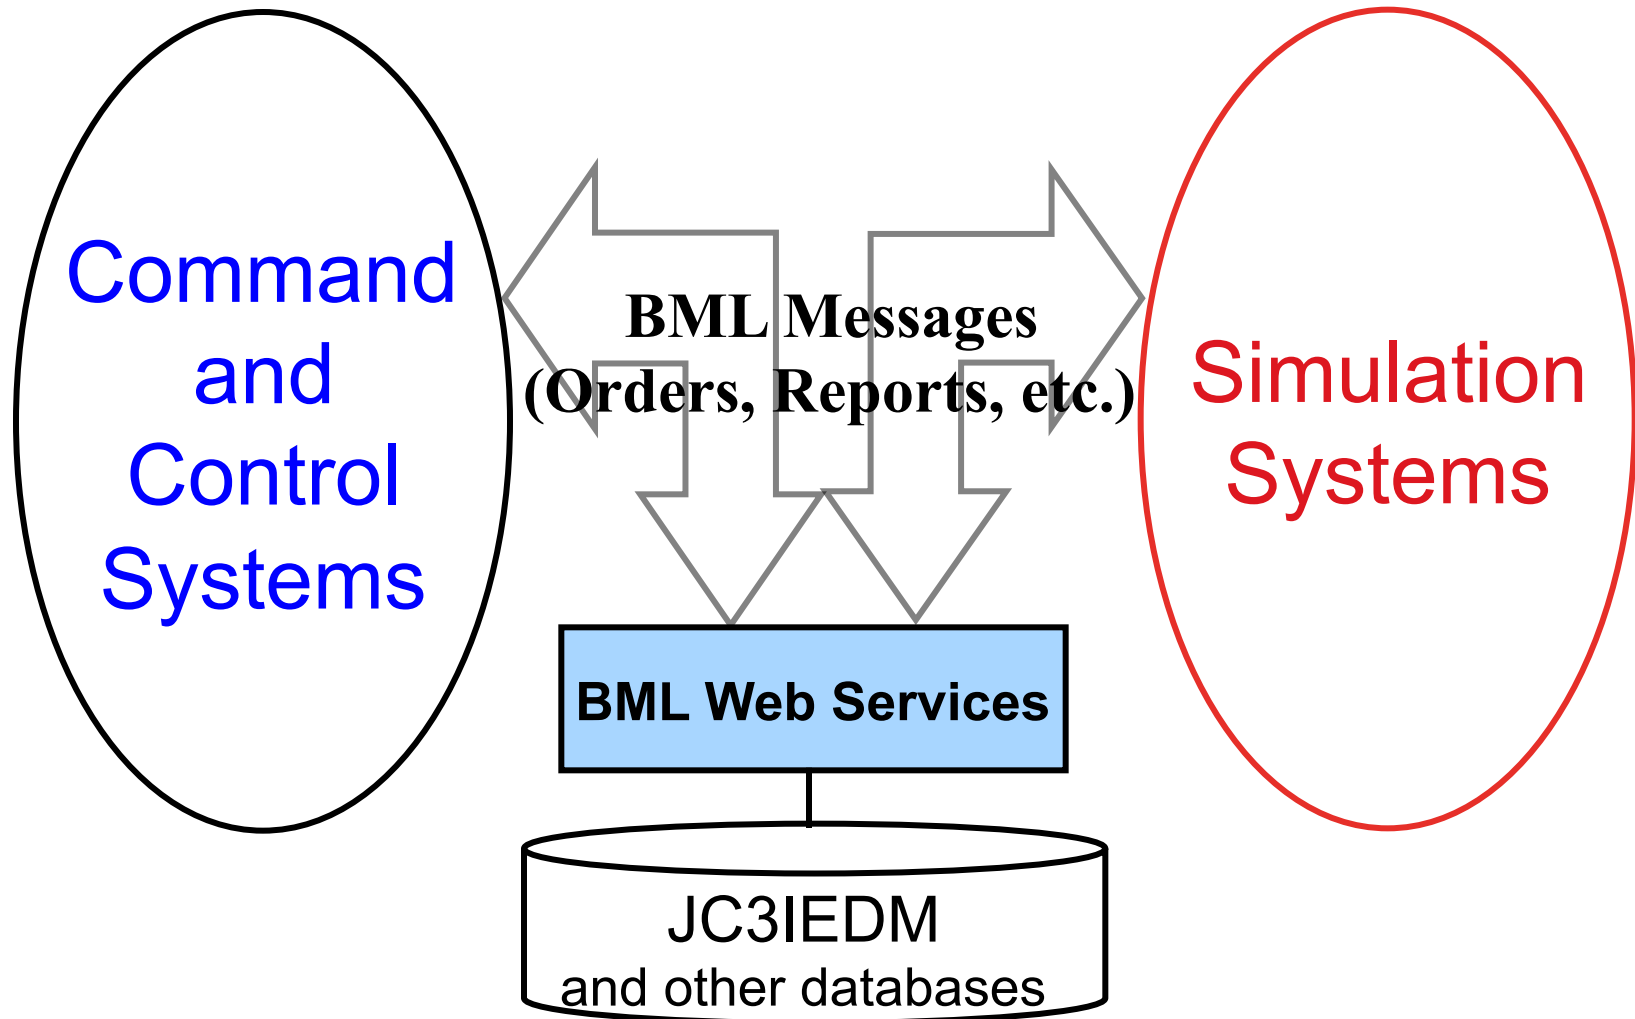 Command
and
Control
Systems
BML Messages
(Orders, Reports, etc.)
Simulation
Systems
BML Web Services
JC3IEDM
and other databases